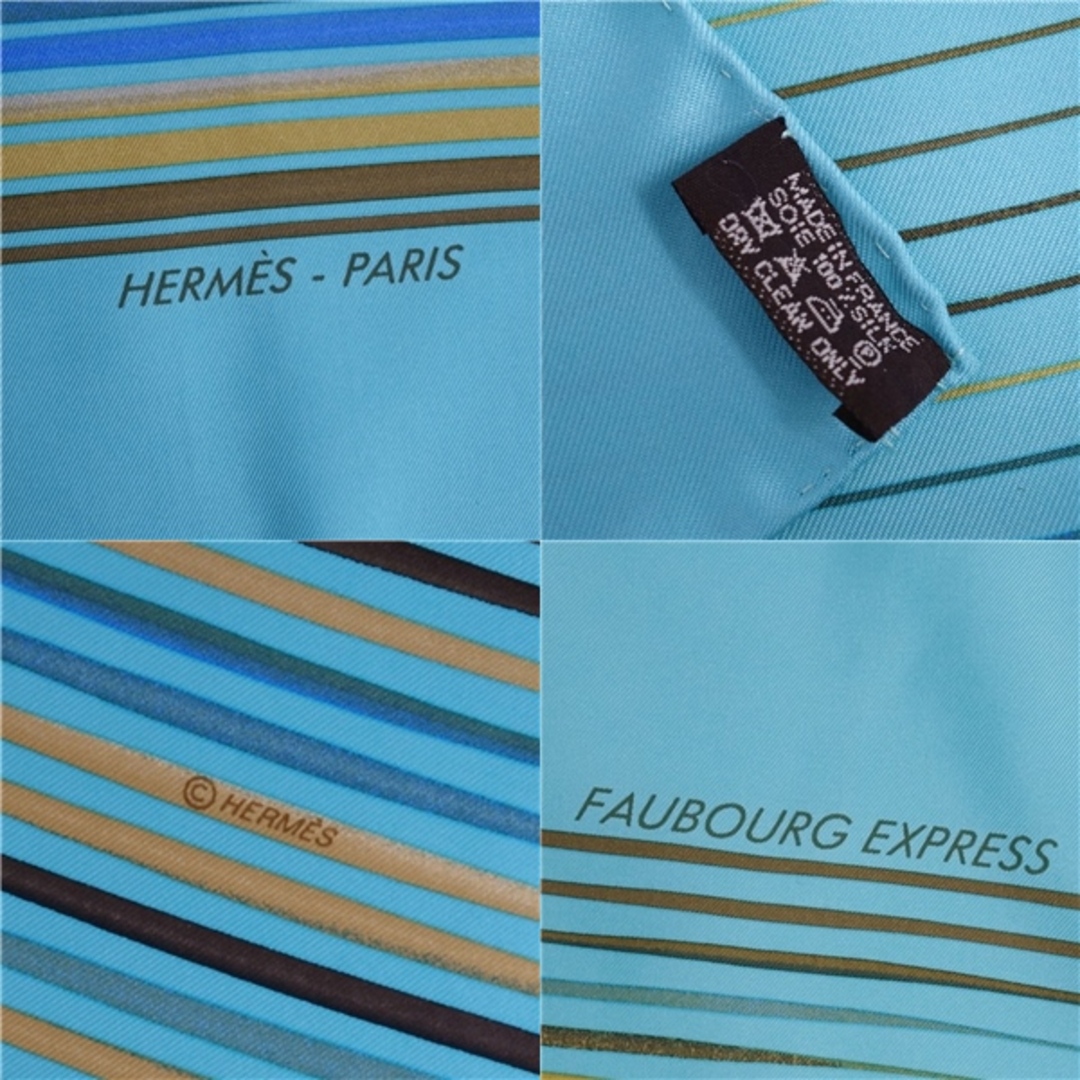 HERMÈS - PARIS
MADE IN FRANCE
SOIE 100% SILK
P
DRY CLEAN ONLY
© HERMÈS
FAUBOURG EXPRESS